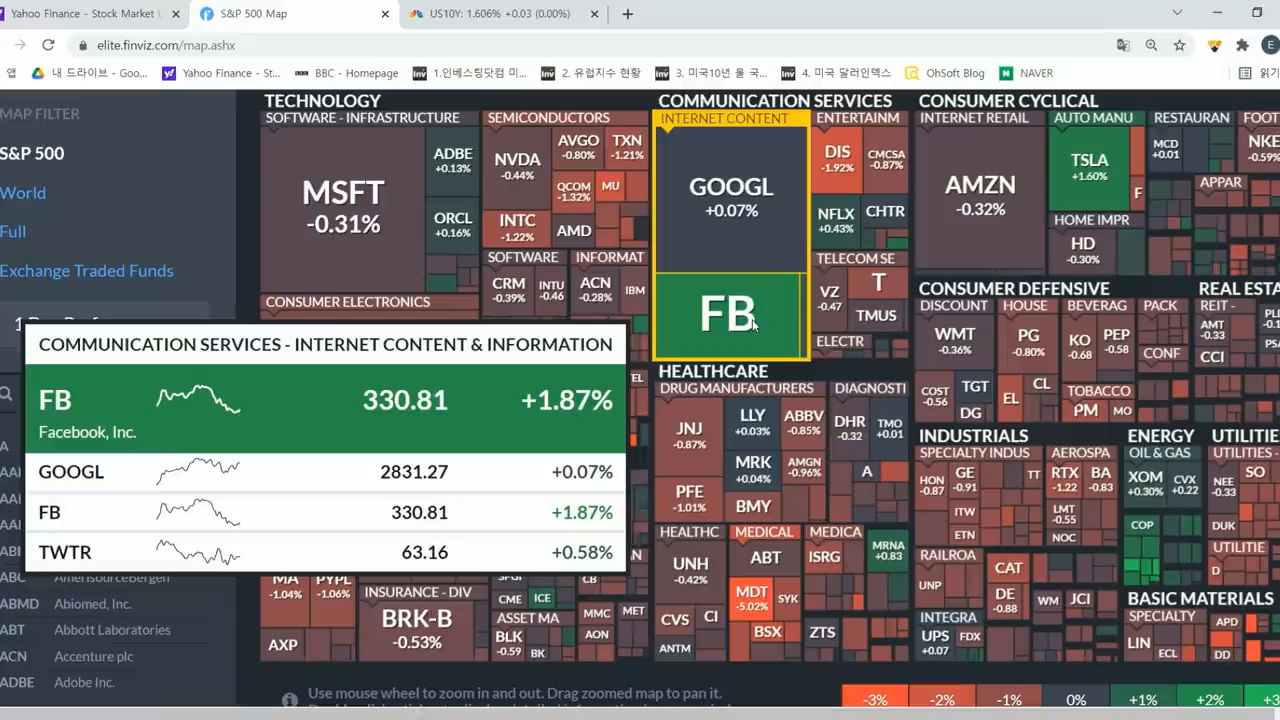 Yahoo Finance - Stock Market L
S&P 500 Map
US10Y: 1.606% +0.03 (0.00%)
elite.finviz.com/map.ashx
앱
내 드라이브 - Goo...
Yahoo Finance - St...
BBC - Homepage
1.인베스팅닷컴 미...
2. 유럽지수 현황
3. 미국10년 물 국...
4. 미국 달러인덱스
OhSoft Blog
NAVER
읽기
MAP FILTER
S&P 500
World
Full
Exchange Traded Funds
TECHNOLOGY
SOFTWARE - INFRASTRUCTURE
MSFT
-0.31%
ADBE
+0.13%
ORCL
+0.16%
SEMICONDUCTORS
NVDA
-0.44%
AVGO
-0.80%
TXN
-1.21%
QCOM
-1.32%
MU
INTC
-1.22%
AMD
SOFTWARE
CRM
-0.39%
INTU
-0.46
INFORMAT
ACN
-0.28%
IBM
CONSUMER ELECTRONICS
COMMUNICATION SERVICES
INTERNET CONTENT
GOOGL
+0.07%
FB
ENTERTAINM
DIS
-1.92%
CMCSA
-0.87%
NFLX
+0.43%
CHTR
TELECOM SE
VZ
-0.47
T
TMUS
ELECTR
CONSUMER CYCLICAL
INTERNET RETAIL
AMZN
-0.32%
AUTO MANU
TSLA
+1.60%
F
HOME IMPR
HD
-0.30%
RESTAURAN
MCD
+0.01
FOOT
NKE
-0.59%
APPAR
CONSUMER DEFENSIVE
DISCOUNT
WMT
-0.36%
COST
-0.56
TGT
DG
HOUSE
PG
-0.80%
EL
CL
BEVERAG
KO
-0.68
PEP
-0.58
TOBACCO
PM
MO
PACK
CONF
REAL ESTA
REIT -
AMT
-0.33
CCI
COMMUNICATION SERVICES - INTERNET CONTENT & INFORMATION
FB 330.81 +1.87%
Facebook, Inc.
GOOGL 2831.27 +0.07%
FB 330.81 +1.87%
TWTR 63.16 +0.58%
HEALTHCARE
DRUG MANUFACTURERS
JNJ
-0.87%
LLY
+0.03%
ABBV
-0.85%
MRK
+0.04%
AMGN
-0.96%
PFE
-1.01%
BMY
DIAGNOSTI
DHR
-0.32
TMO
+0.01
A
HEALTHC
UNH
-0.42%
CVS
CI
ANTM
MEDICAL
ABT
MDT
-5.02%
SYK
BSX
MEDICA
ISRG
MRNA
+0.83
ZTS
INDUSTRIALS
SPECIALTY INDUS
HON
-0.87
GE
-0.91
TT
ITW
ETN
AEROSPA
RTX
-1.22
BA
-0.83
LMT
-0.55
NOC
RAILROA
UNP
CAT
DE
-0.88
WM
JCI
INTEGRA
UPS
+0.07
FDX
ENERGY
OIL & GAS
XOM
+0.30%
CVX
+0.22
COP
UTILITIE
UTILITIES -
NEE
-0.33
SO
DUK
UTILITIE
D
BASIC MATERIALS
SPECIALTY
LIN
ECL
APD
DD
MA
-1.04%
PYPL
-1.06%
AXP
INSURANCE - DIV
BRK-B
-0.53%
SPGI
CB
CME
ICE
ASSET MA
BLK
-0.59
BK
MMC
MET
AON
ABC AmerisourceBergen
ABMD Abiomed, Inc.
ABT Abbott Laboratories
ACN Accenture plc
ADBE Adobe Inc.
Use mouse wheel to zoom in and out. Drag zoomed map to pan it.
-3% -2% -1% 0% +1% +2% +3